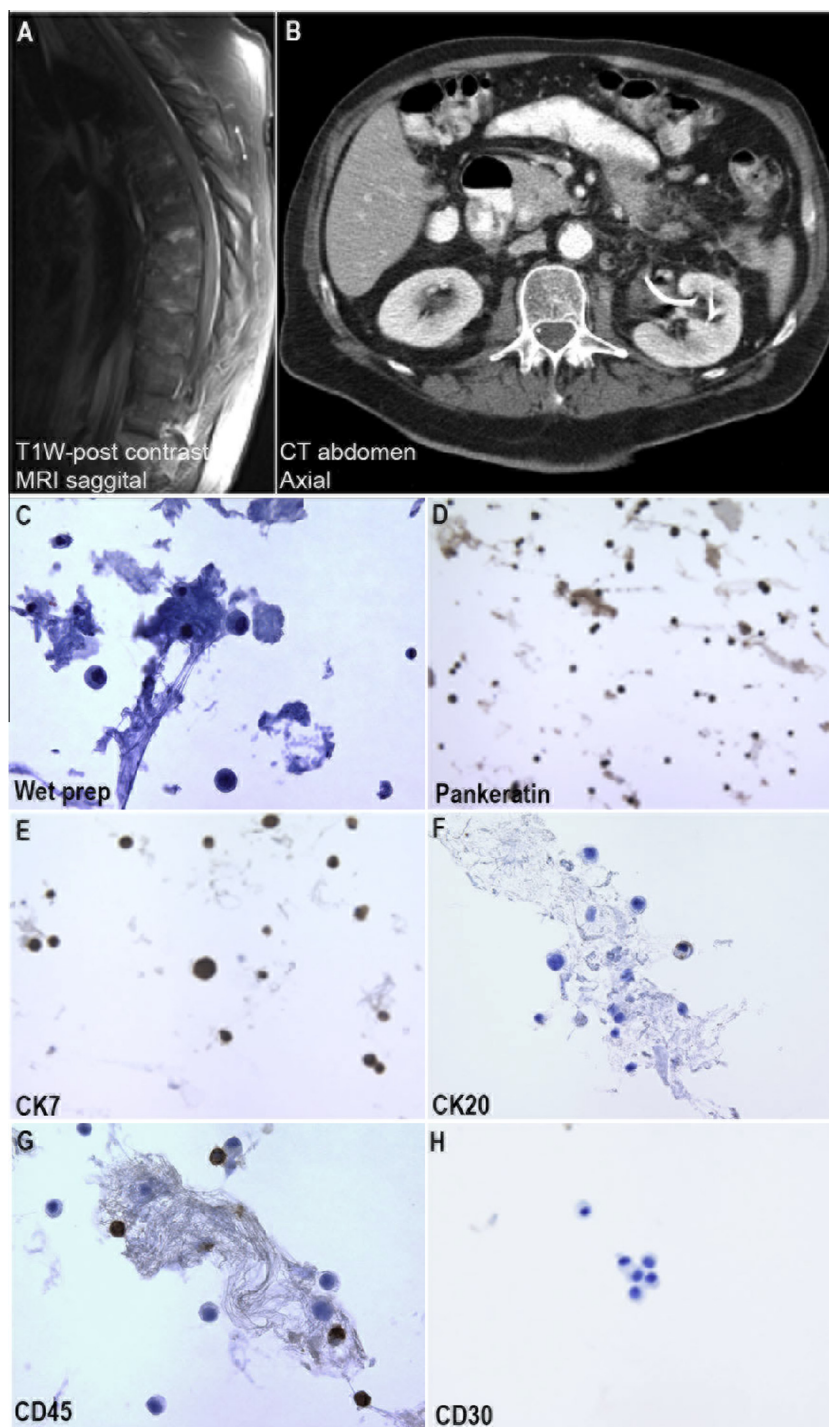 A
B
T1W-post contrast
MRI saggital
CT abdomen
Axial
C
Wet prep
D
Pankeratin
E
CK7
F
CK20
G
CD45
H
CD30